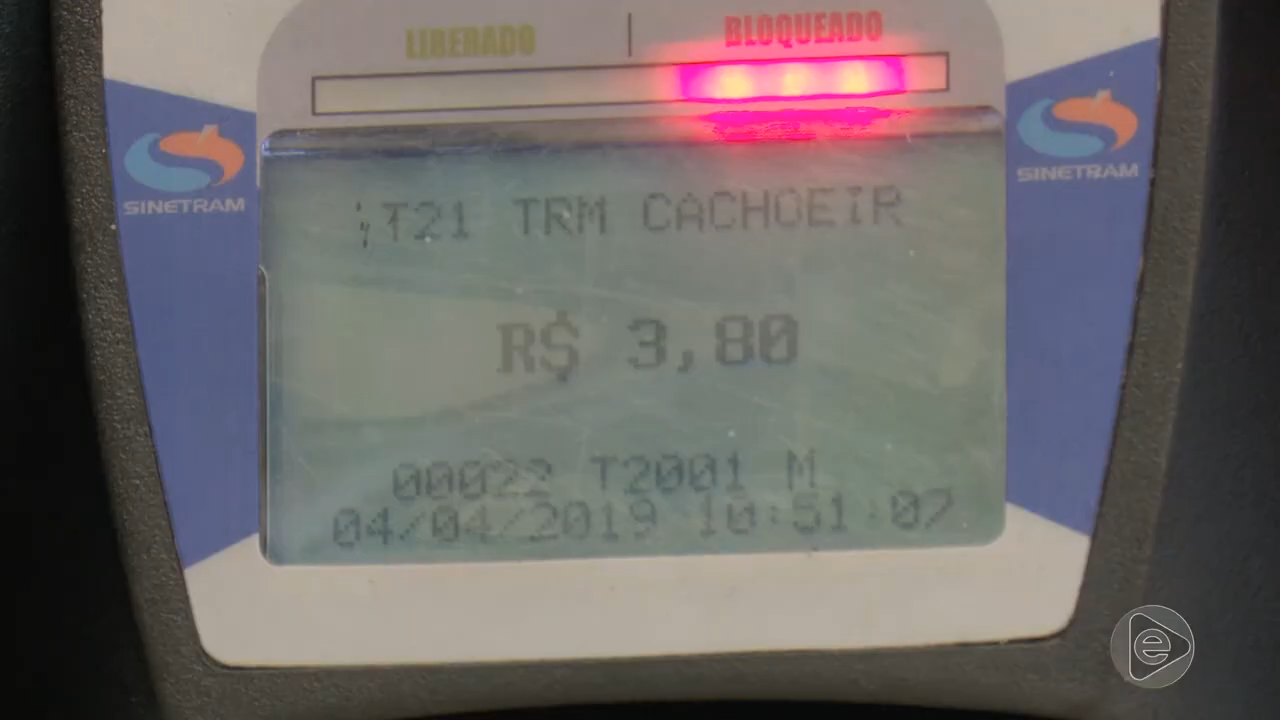 LIBERADO | BLOQUEADO
SINETRAM
SINETRAM
T21 TRM CACHOEIR
R$ 3,80
00022 T2001 M
04/04/2019 10:51:07
e